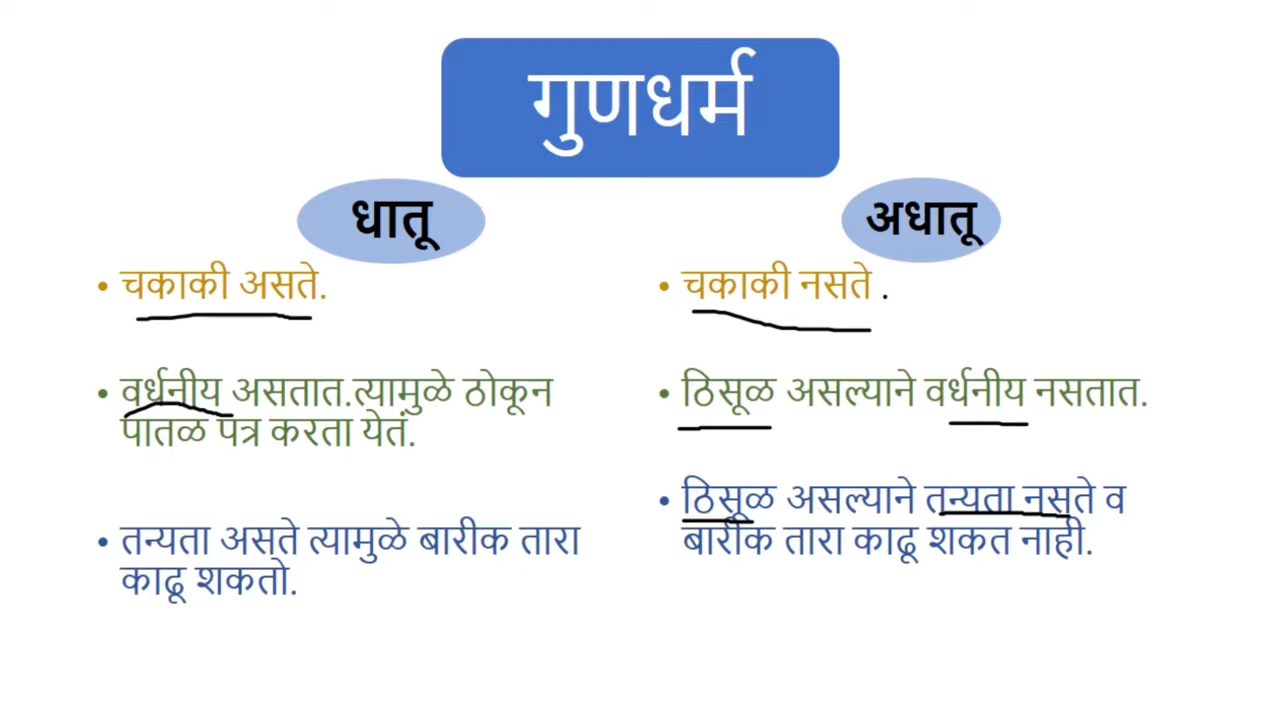 गुणधर्म
धातू
चकाकी असते.
वर्धनीय असतात.त्यामुळे ठोकून
पातळ पत्र करता येतं.
तन्यता असते त्यामुळे बारीक तारा
काढू शकतो.
अधातू
चकाकी नसते .
ठिसूळ असल्याने वर्धनीय नसतात.
ठिसूळ असल्याने तन्यता नसते व
बारीक तारा काढू शकत नाही.